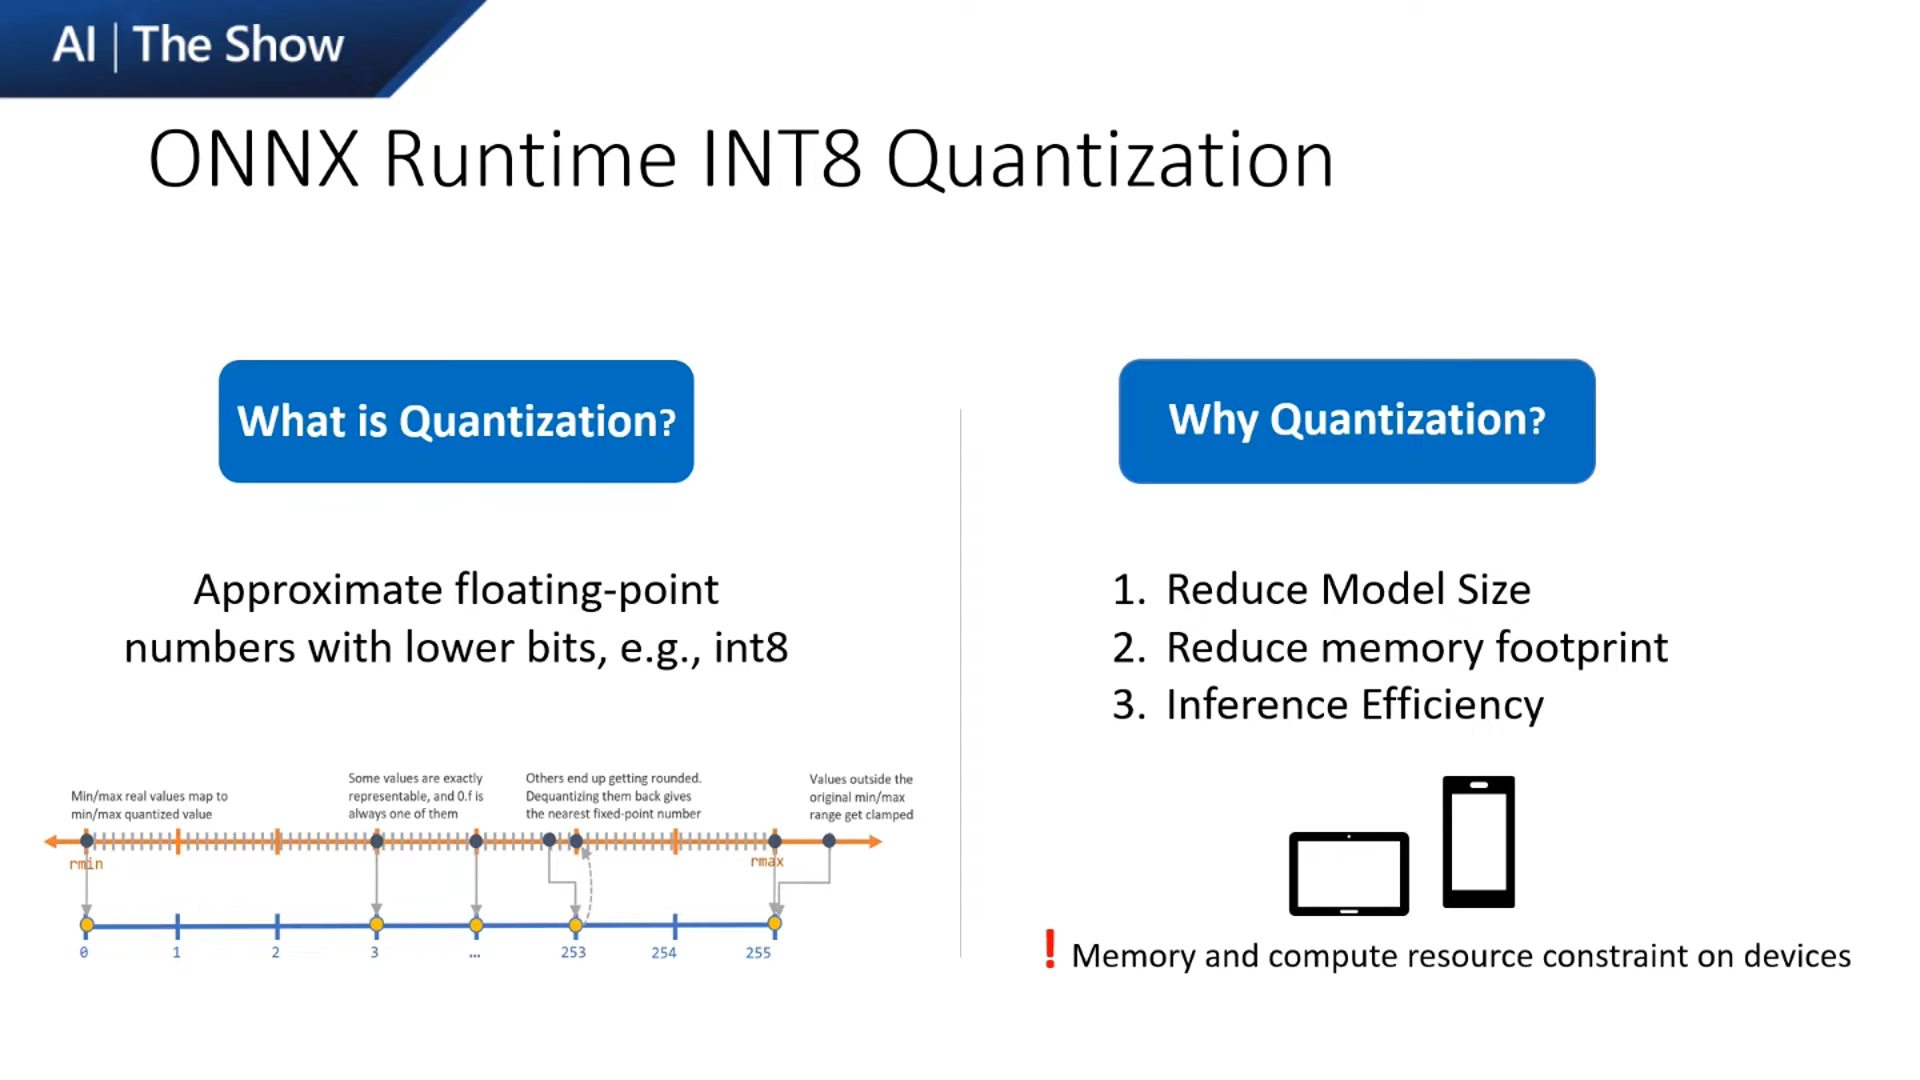 AI | The Show
ONNX Runtime INT8 Quantization
What is Quantization?
Approximate floating-point
numbers with lower bits, e.g., int8
Min/max real values map to
min/max quantized value
Some values are exactly
representable, and 0.f is
always one of them
Others end up getting rounded.
Dequantizing them back gives
the nearest fixed-point number
Values outside the
original min/max
range get clamped
rmin
rmax
0 1 2 3 ... 253 254 255
Why Quantization?
1. Reduce Model Size
2. Reduce memory footprint
3. Inference Efficiency
! Memory and compute resource constraint on devices